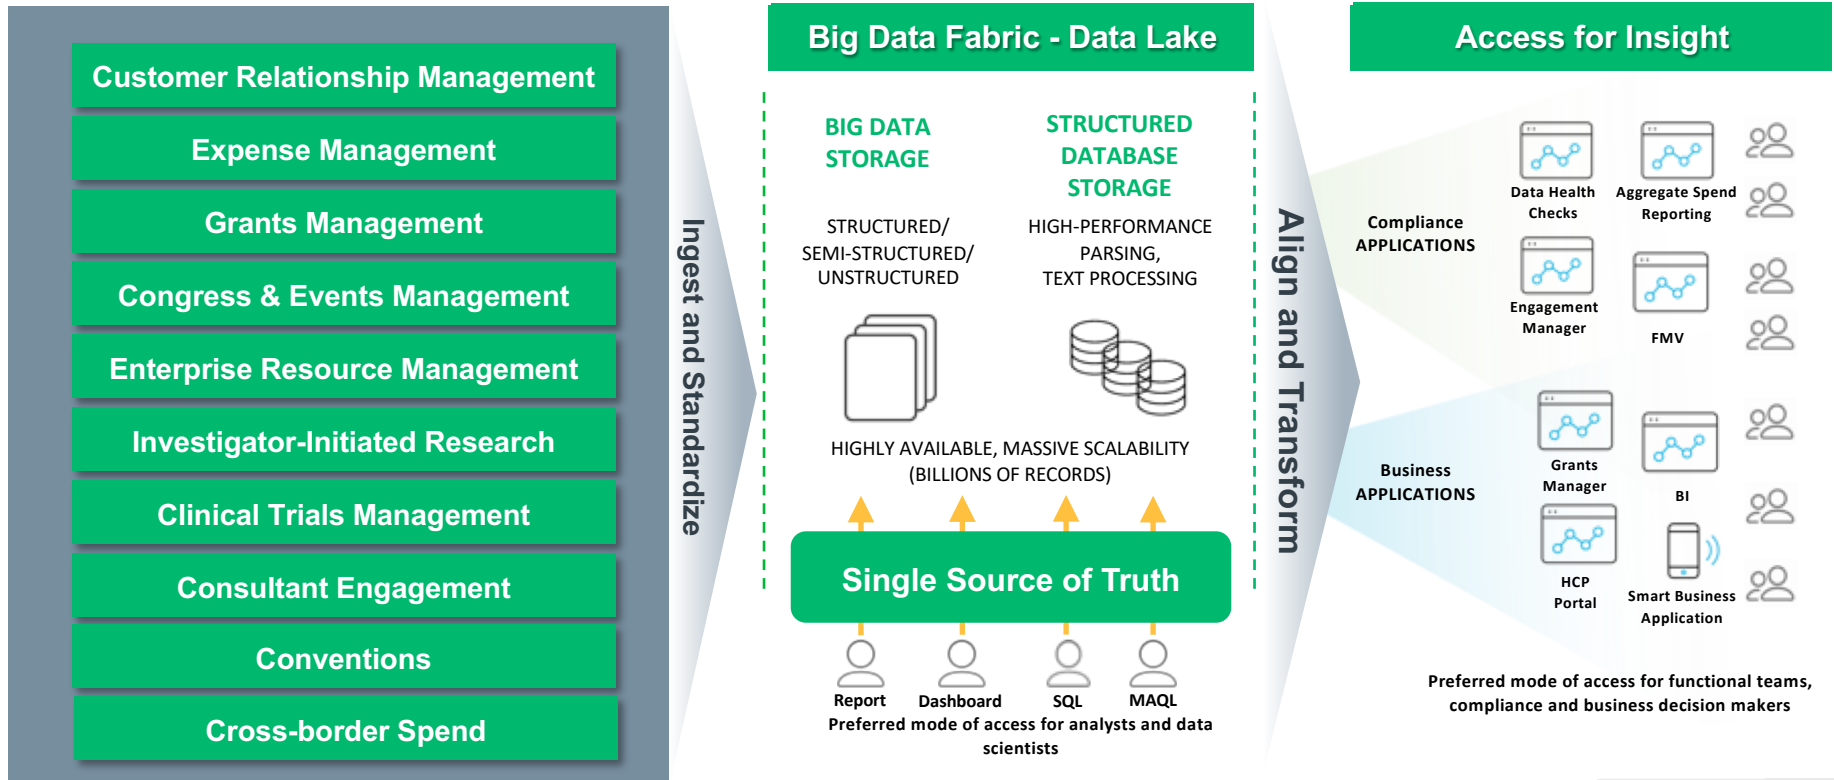 Customer Relationship Management
Expense Management
Grants Management
Congress & Events Management
Enterprise Resource Management
Investigator-Initiated Research
Clinical Trials Management
Consultant Engagement
Conventions
Cross-border Spend
Ingest and Standardize
Big Data Fabric - Data Lake
BIG DATA
STORAGE
STRUCTURED/
SEMI-STRUCTURED/
UNSTRUCTURED
STRUCTURED
DATABASE
STORAGE
HIGH-PERFORMANCE
PARSING,
TEXT PROCESSING
HIGHLY AVAILABLE, MASSIVE SCALABILITY
(BILLIONS OF RECORDS)
Single Source of Truth
Report
Dashboard
SQL
MAQL
Preferred mode of access for analysts and data
scientists
Align and Transform
Access for Insight
Compliance
APPLICATIONS
Data Health
Checks
Aggregate Spend
Reporting
Engagement
Manager
FMV
Business
APPLICATIONS
Grants
Manager
BI
HCP
Portal
Smart Business
Application
Preferred mode of access for functional teams,
compliance and business decision makers